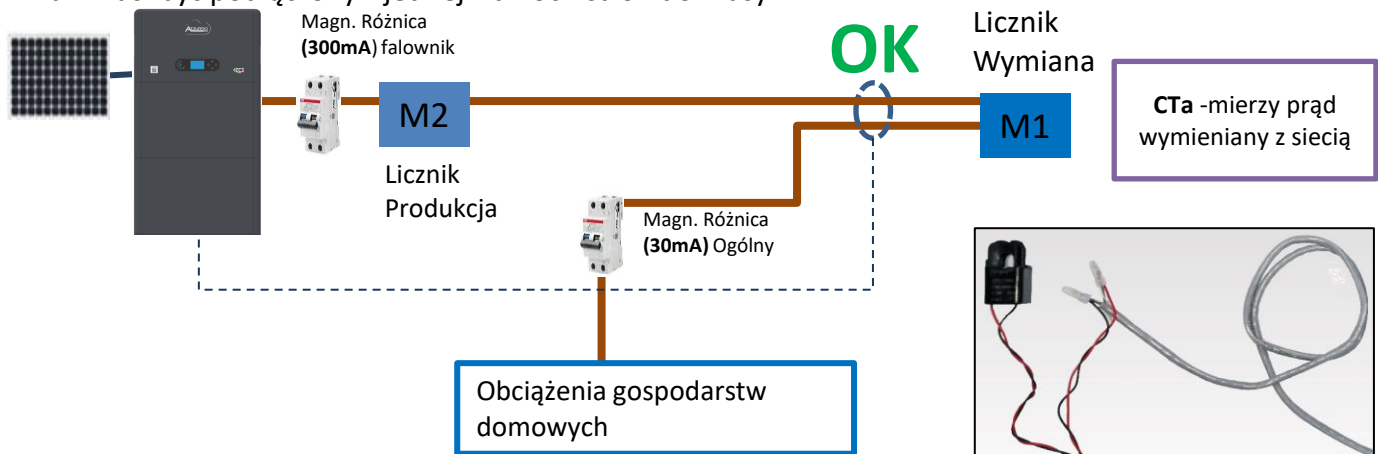 Magn. Różnica
(300mA) falownik
OK
Licznik
Wymiana
M2
M1
CTa -mierzy prąd
wymieniany z siecią
Licznik
Produkcja
Magn. Różnica
(30mA) Ogólny
Obciążenia gospodarstw
domowych